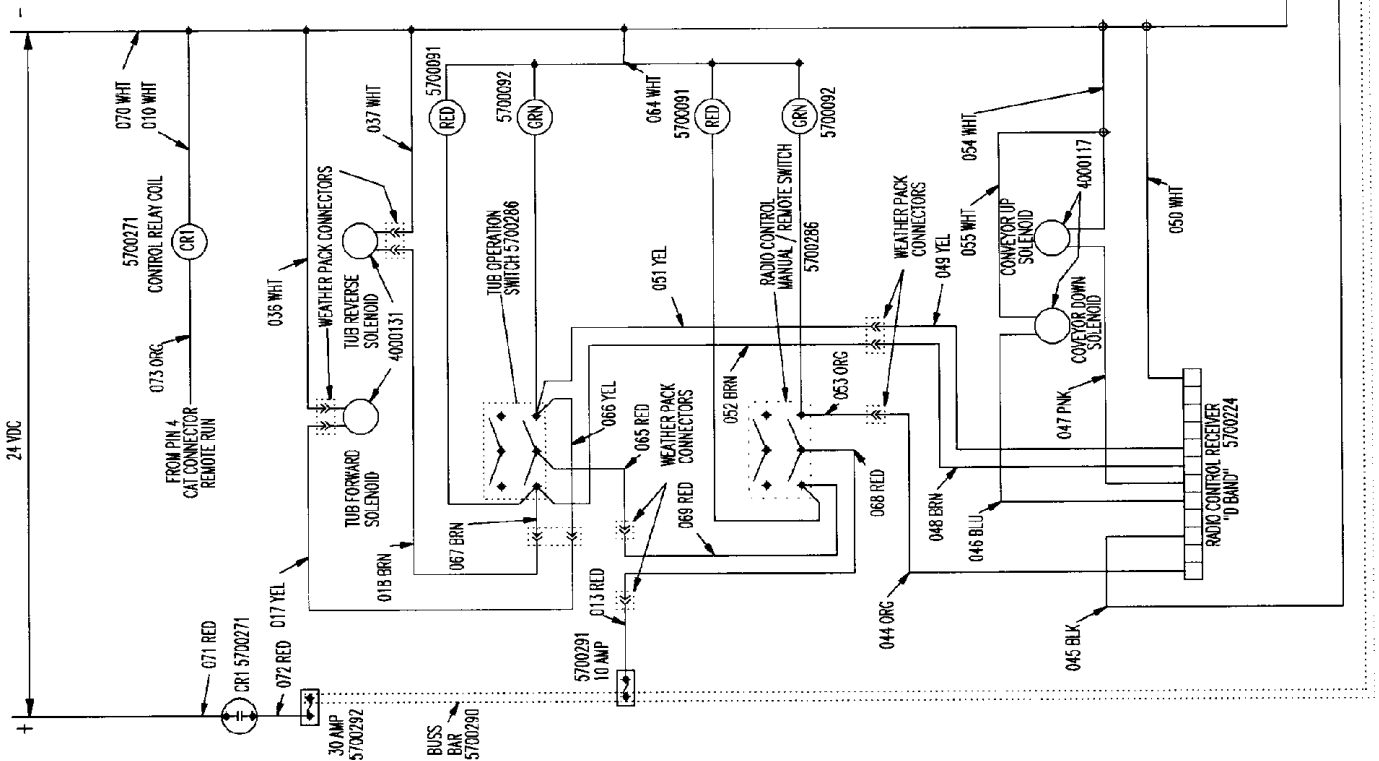 24 VDC
+
-
071 RED
CR1 5700271
072 RED
017 YEL
30 AMP
5700292
BUSS
BAR
5700290
070 WHT
010 WHT
5700271
CONTROL RELAY COIL
CR1
073 ORG
FROM PIN 4
CAT CONNECTOR
REMOTE RUN
036 WHT
WEATHER PACK CONNECTORS
037 WHT
TUB REVERSE
SOLENOID
4000131
TUB FORWARD
SOLENOID
018 BRN
067 BRN
RED
5700091
GRN
5700092
TUB OPERATION
SWITCH 5700286
066 YEL
065 RED
WEATHER PACK
CONNECTORS
069 RED
013 RED
5700291
10 AMP
064 WHT
RED
5700091
GRN
5700092
051 YEL
052 BRN
RADIO CONTROL
MANUAL / REMOTE SWITCH
5700286
053 ORG
068 RED
WEATHER PACK
CONNECTORS
049 YEL
048 BRN
046 BLU
044 ORG
045 BLK
054 WHT
055 WHT
CONVEYOR UP
SOLENOID
4000117
COVEYOR DOWN
SOLENOID
047 PNK
050 WHT
RADIO CONTROL RECEIVER
"D BAND" 5700224